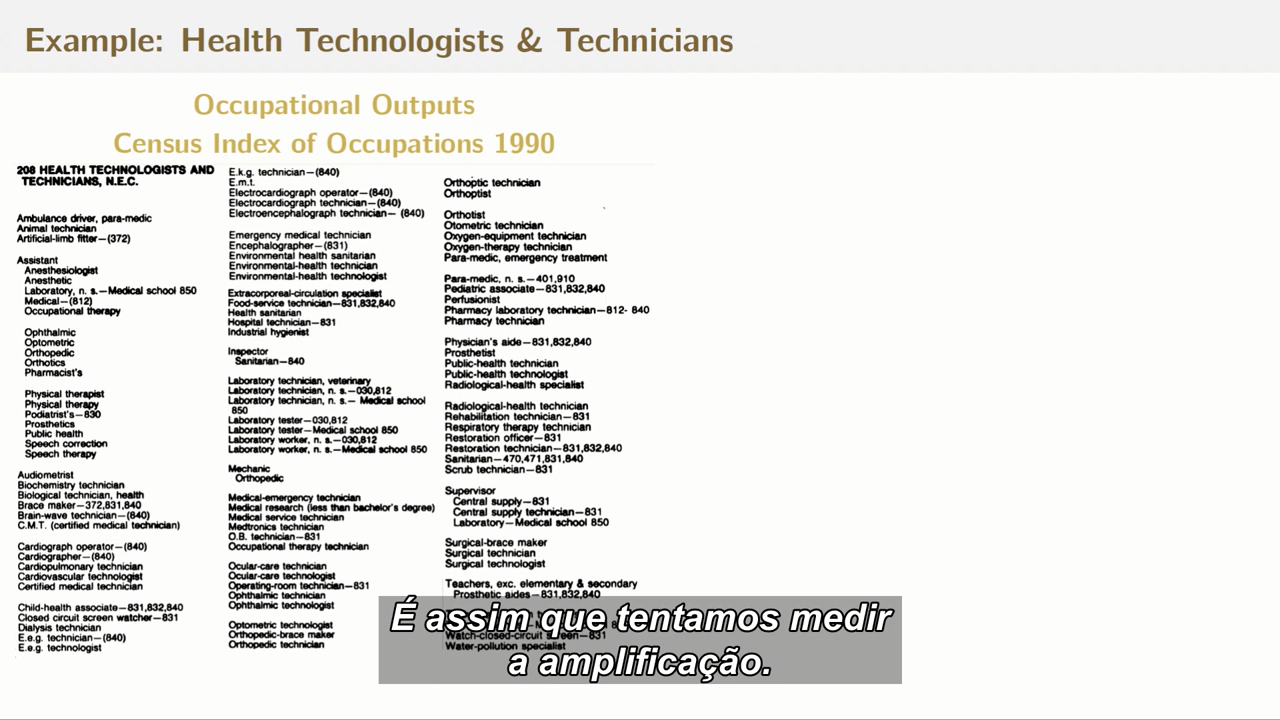 Example: Health Technologists & Technicians
Occupational Outputs
Census Index of Occupations 1990
208 HEALTH TECHNOLOGISTS AND
TECHNICIANS, N.E.C.
Ambulance driver, para-medic
Animal technician
Artificial-limb fitter—(372)
Assistant
Anesthesiologist
Anesthetic
Laboratory, n. s.—Medical school 850
Medical—(812)
Occupational therapy
Ophthalmic
Optometric
Orthopedic
Orthotics
Pharmacist's
Physical therapist
Physical therapy
Podiatrist's—830
Prosthetics
Public health
Speech correction
Speech therapy
Audiometrist
Biochemistry technician
Biological technician, health
Brace maker—372,831,840
Brain-wave technician—(840)
C.M.T. (certified medical technician)
Cardiograph operator—(840)
Cardiographer—(840)
Cardiopulmonary technician
Cardiovascular technologist
Certified medical technician
Child-health associate—831,832,840
Closed circuit screen watcher—831
Dialysis technician
E.e.g. technician—(840)
E.e.g. technologist
E.k.g. technician—(840)
E.m.t.
Electrocardiograph operator—(840)
Electrocardiograph technician—(840)
Electroencephalograph technician— (840)
Emergency medical technician
Encephalographer—(831)
Environmental health sanitarian
Environmental-health technician
Environmental-health technologist
Extracorporeal-circulation specialist
Food-service technician—831,832,840
Health sanitarian
Hospital technician—831
Industrial hygienist
Inspector
Sanitarian—840
Laboratory technician, veterinary
Laboratory technician, n. s.—030,812
Laboratory technician, n. s.— Medical school
850
Laboratory tester—030,812
Laboratory tester—Medical school 850
Laboratory worker, n. s.—030,812
Laboratory worker, n. s.—Medical school 850
Mechanic
Orthopedic
Medical-emergency technician
Medical research (less than bachelor's degree)
Medical service technician
Medtronics technician
O.B. technician—831
Occupational therapy technician
Ocular-care technician
Ocular-care technologist
Operating-room technician—831
Ophthalmic technician
Ophthalmic technologist
Optometric technologist
Orthopedic-brace maker
Orthopedic technician
Orthoptic technician
Orthoptist
Orthotist
Otometric technician
Oxygen-equipment technician
Oxygen-therapy technician
Para-medic, emergency treatment
Para-medic, n. s.—401,910
Pediatric associate—831,832,840
Perfusionist
Pharmacy laboratory technician—812- 840
Pharmacy technician
Physician's aide—831,832,840
Prosthetist
Public-health technician
Public-health technologist
Radiological-health specialist
Radiological-health technician
Rehabilitation technician—831
Respiratory therapy technician
Restoration officer—831
Restoration technician—831,832,840
Sanitarian—470,471,831,840
Scrub technician—831
Supervisor
Central supply—831
Central supply technician—831
Laboratory—Medical school 850
Surgical-brace maker
Surgical technician
Surgical technologist
Teachers, exc. elementary & secondary
Prosthetic aides—831,832,840
Watch-closed-circuit screen—831
Water-pollution specialist
É assim que tentamos medir
a amplificação.